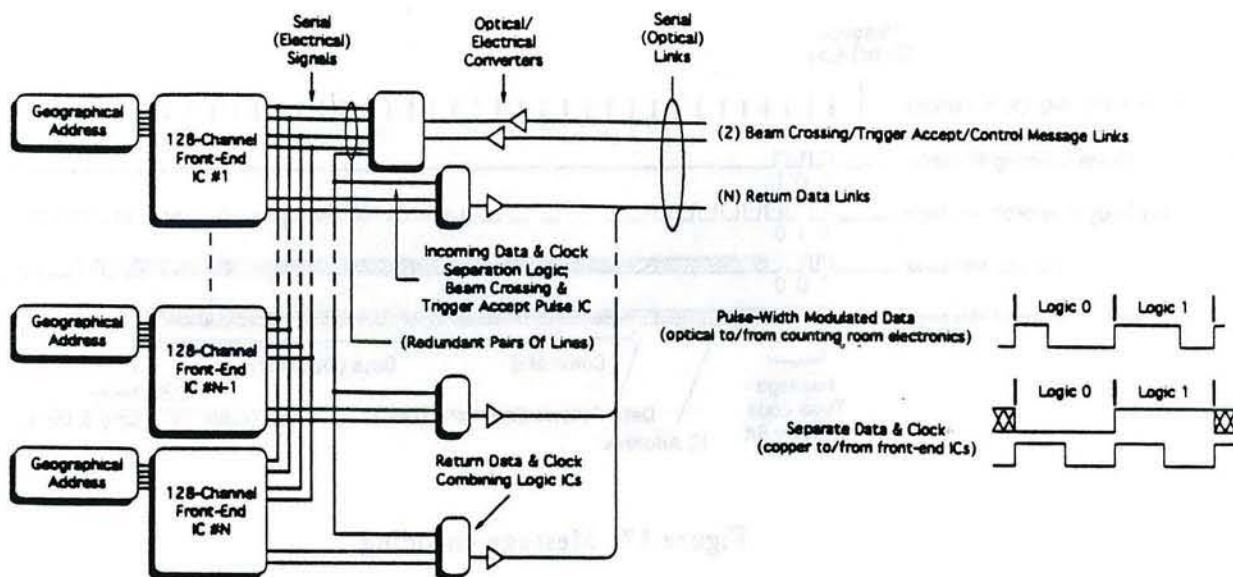 Serial
(Electrical)
Signals
Optical/
Electrical
Converters
Serial
(Optical)
Links
Geographical
Address
128-Channel
Front-End
IC #1
(2) Beam Crossing/Trigger Accept/Control Message Links
(N) Return Data Links
Incoming Data & Clock
Separation Logic;
Beam Crossing &
Trigger Accept Pulse IC
(Redundant Pairs Of Lines)
Geographical
Address
128-Channel
Front-End
IC #N-1
Pulse-Width Modulated Data
(optical to/from counting room electronics)
Logic 0
Logic 1
Logic 0
Logic 1
Separate Data & Clock
(copper to/from front-end ICs)
Geographical
Address
128-Channel
Front-End
IC #N
Return Data & Clock
Combining Logic ICs